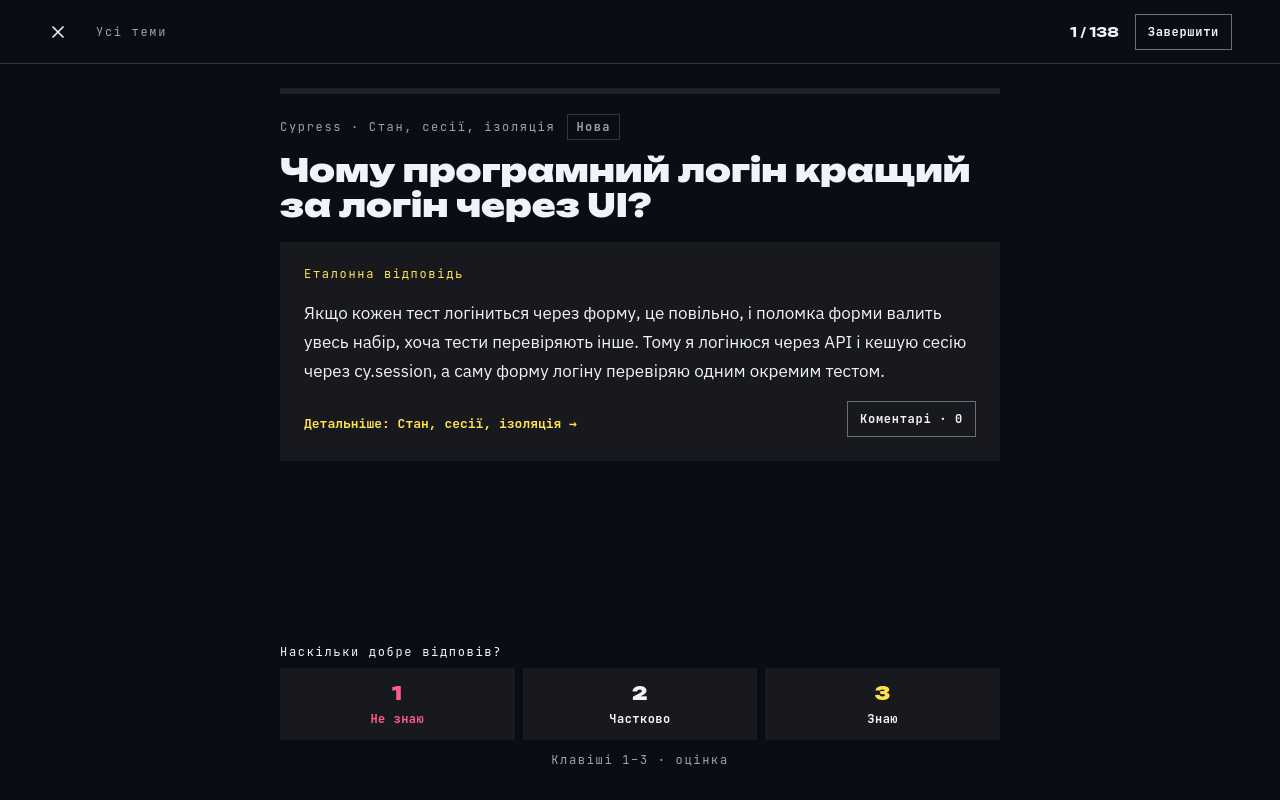 Усі теми
1 / 138
Завершити
Cypress · Стан, сесії, ізоляція
Нова
Чому програмний логін кращий
за логін через UI?
Еталонна відповідь
Якщо кожен тест логіниться через форму, це повільно, і поломка форми валить
увесь набір, хоча тести перевіряють інше. Тому я логінюся через API і кешую сесію
через cy.session, а саму форму логіну перевіряю одним окремим тестом.
Детальніше: Стан, сесії, ізоляція →
Коментарі · 0
Наскільки добре відповів?
1
Не знаю
2
Частково
3
Знаю
Клавіші 1–3 · оцінка